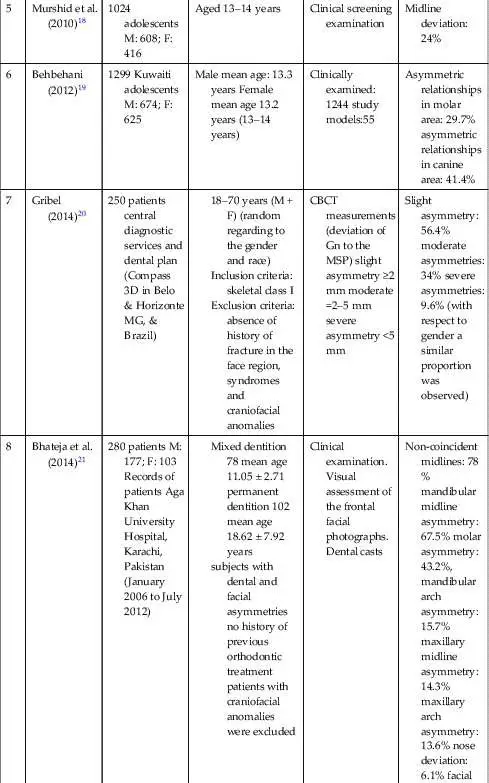 5
Murshid et al.
(2010)18
1024
adolescents
M: 608; F:
416
Aged 13–14 years
Clinical screening
examination
Midline
deviation:
24%
6
Behbehani
(2012)19
1299 Kuwaiti
adolescents
M: 674; F:
625
Male mean age: 13.3
years Female
mean age 13.2
years (13–14
years)
Clinically
examined:
1244 study
models:55
Asymmetric
relationships
in molar
area: 29.7%
asymmetric
relationships
in canine
area: 41.4%
7
Gribel
(2014)20
250 patients
central
diagnostic
services and
dental plan
(Compass
3D in Belo
& Horizonte
MG, &
Brazil)
18–70 years (M +
F) (random
regarding to
the gender
and race)
Inclusion criteria:
skeletal class I
Exclusion criteria:
absence of
history of
fracture in the
face region,
syndromes
and
craniofacial
anomalies
CBCT
measurements
(deviation of
Gn to the
MSP) slight
asymmetry ≥2
mm moderate
=2–5 mm
severe
asymmetry <5
mm
Slight
asymmetry:
56.4%
moderate
asymmetries:
34% severe
asymmetries:
9.6% (with
respect to
gender a
similar
proportion
was
observed)
8
Bhateja et al.
(2014)21
280 patients M:
177; F: 103
Records of
patients Aga
Khan
University
Hospital,
Karachi,
Pakistan
(January
2006 to July
2012)
Mixed dentition
78 mean age
11.05 ± 2.71
permanent
dentition 102
mean age
18.62 ± 7.92
years
subjects with
dental and
facial
asymmetries
no history of
previous
orthodontic
treatment
patients with
craniofacial
anomalies
were excluded
Clinical
examination.
Visual
assessment of
the frontal
facial
photographs.
Dental casts
Non-coincident
midlines: 78
%
mandibular
midline
asymmetry:
67.5% molar
asymmetry:
43.2%,
mandibular
arch
asymmetry:
15.7%
maxillary
midline
asymmetry:
14.3%
maxillary
arch
asymmetry:
13.6% nose
deviation:
6.1% facial